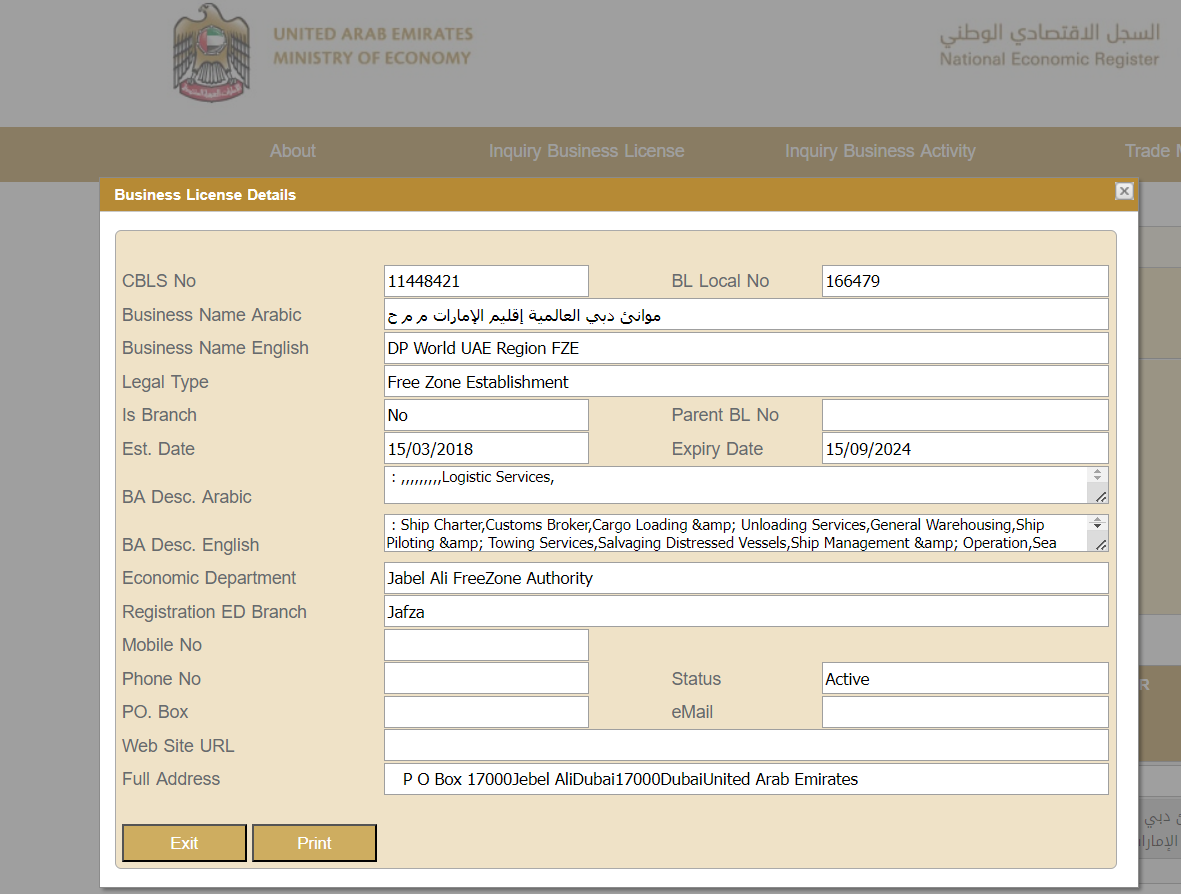 UNITED ARAB EMIRATES
MINISTRY OF ECONOMY
السجل الاقتصادي الوطني
National Economic Register
About
Inquiry Business License
Inquiry Business Activity
Trade
Business License Details
CBLS No 11448421 BL Local No 166479
Business Name Arabic موانئ دبي العالمية إقليم الإمارات م م ح
Business Name English DP World UAE Region FZE
Legal Type Free Zone Establishment
Is Branch No Parent BL No
Est. Date 15/03/2018 Expiry Date 15/09/2024
BA Desc. Arabic : ,,,,,,,,,Logistic Services,
BA Desc. English : Ship Charter,Customs Broker,Cargo Loading &amp; Unloading Services,General Warehousing,Ship
Piloting &amp; Towing Services,Salvaging Distressed Vessels,Ship Management &amp; Operation,Sea
Economic Department Jabel Ali FreeZone Authority
Registration ED Branch Jafza
Mobile No
Phone No Status Active
PO. Box eMail
Web Site URL
Full Address P O Box 17000Jebel AliDubai17000DubaiUnited Arab Emirates
Exit Print